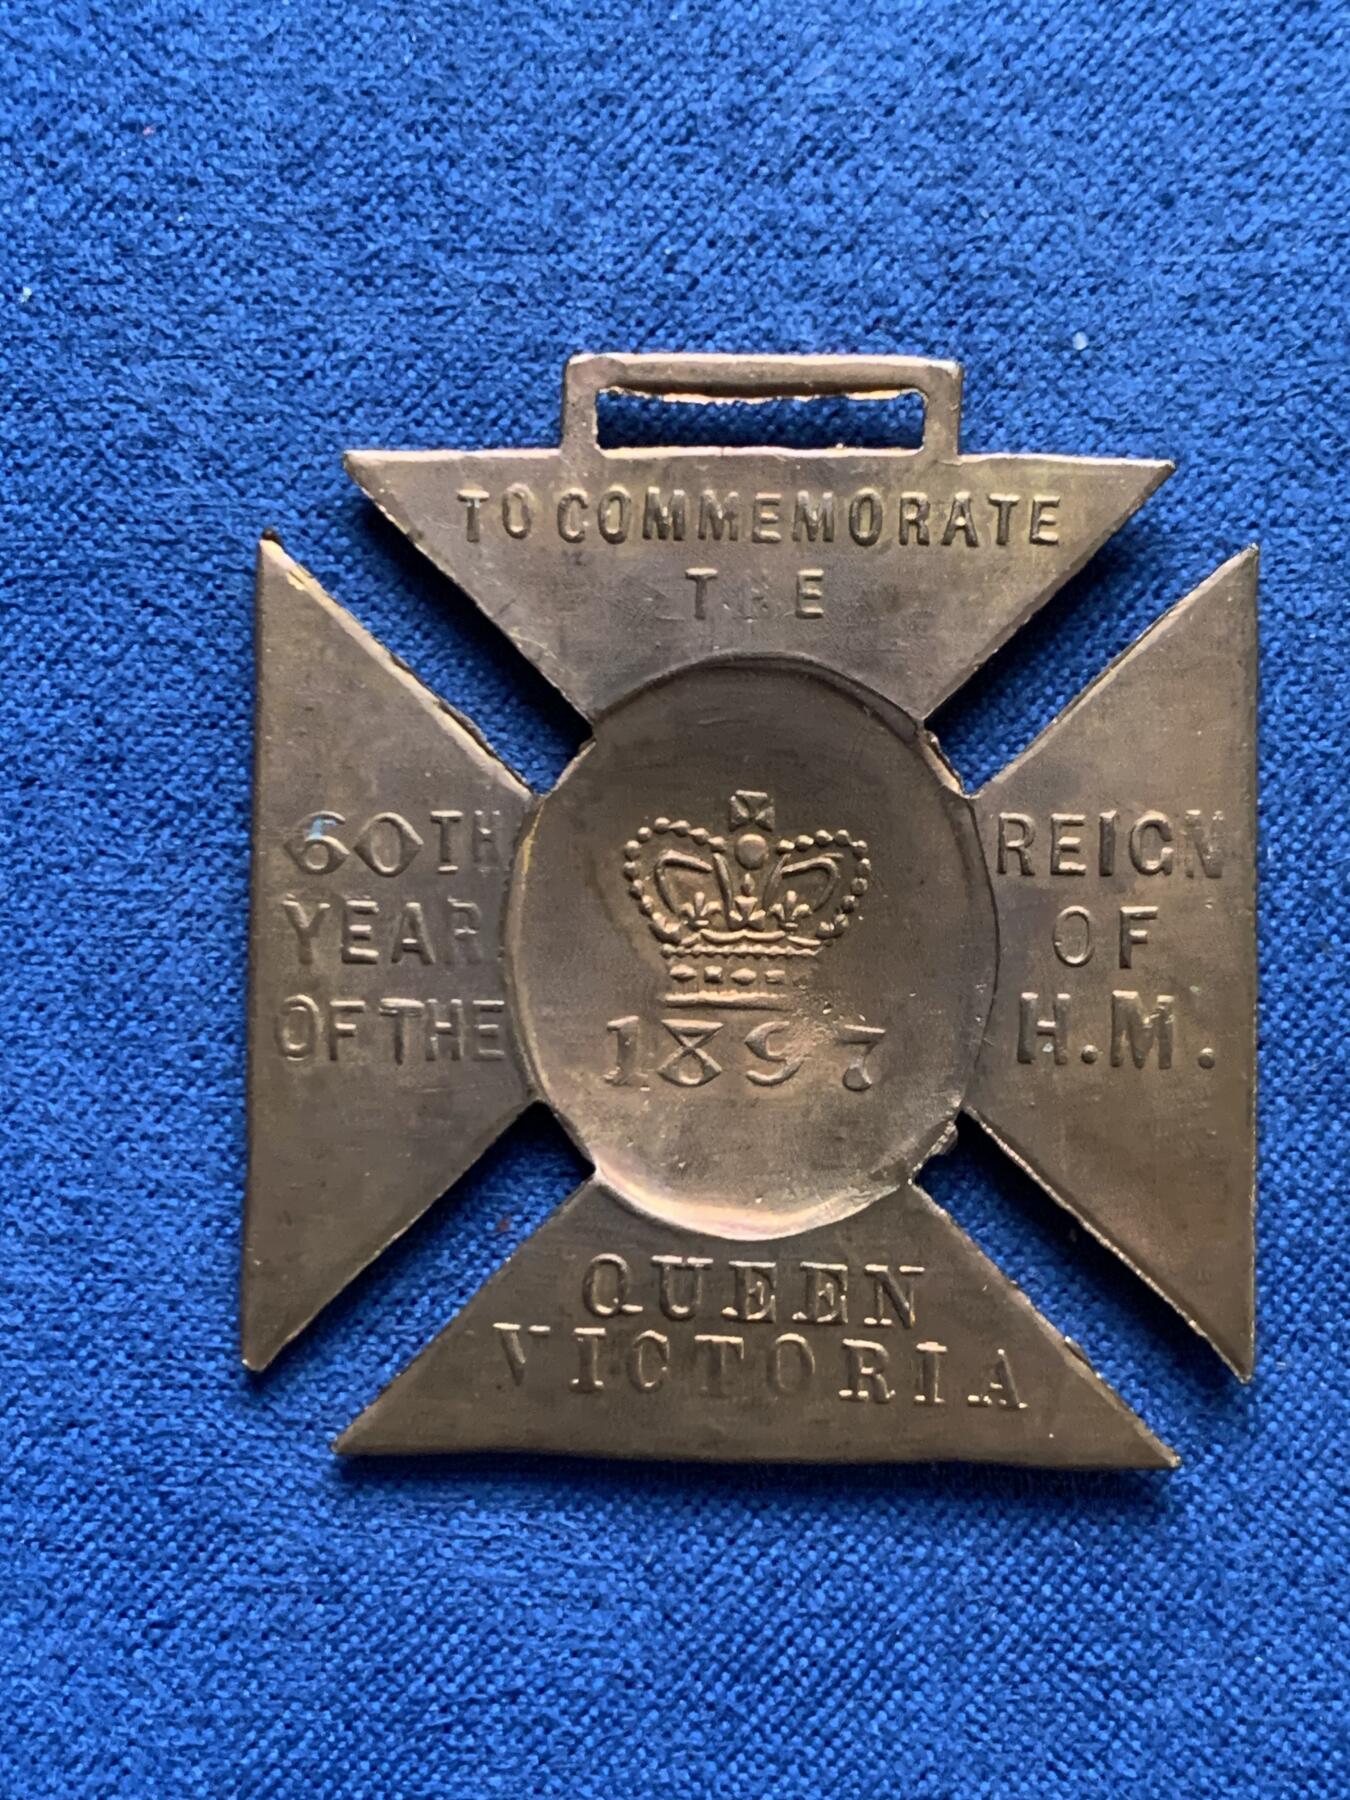 TO COMMEMORATE
THE
60TH
YEAR
OF THE
REIGN
OF
H.M.
1897
QUEEN
VICTORIA